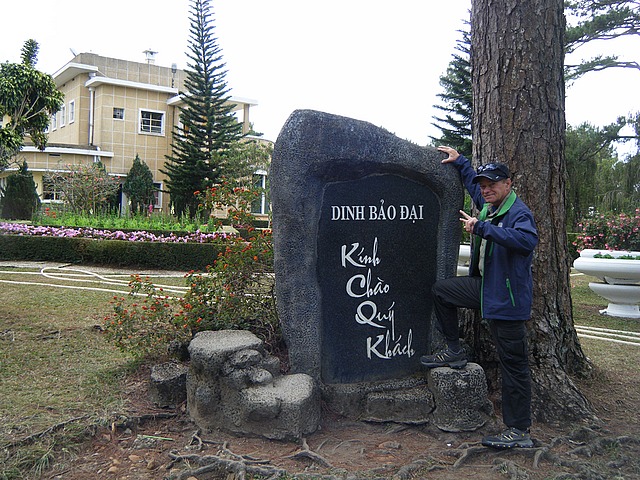 DINH BẢO ĐẠI
Kính
Chào
Quý
Khách